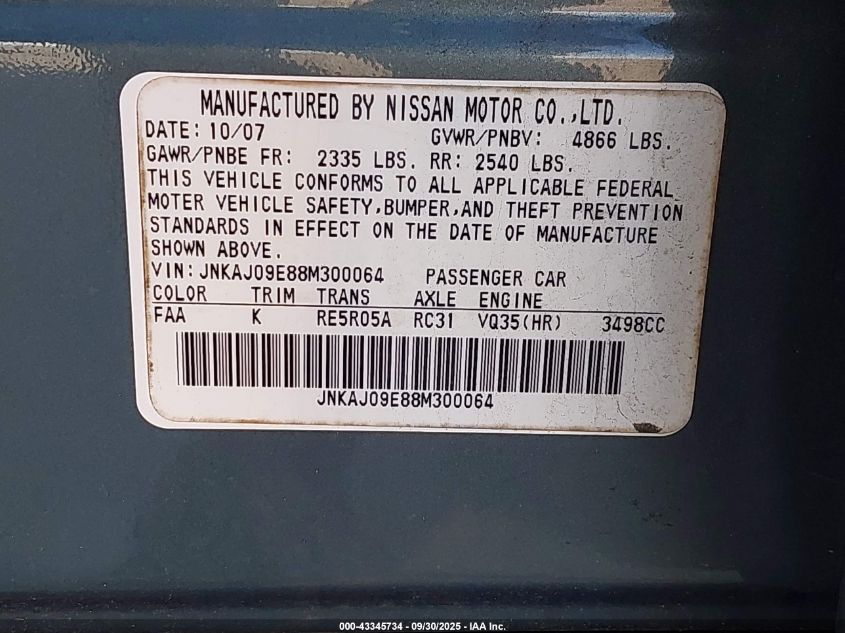 MANUFACTURED BY NISSAN MOTOR CO.,LTD.
DATE: 10/07 GVWR/PNBV: 4866 LBS.
GAWR/PNBE FR: 2335 LBS. RR: 2540 LBS.
THIS VEHICLE CONFORMS TO ALL APPLICABLE FEDERAL
MOTER VEHICLE SAFETY,BUMPER,AND THEFT PREVENTION
STANDARDS IN EFFECT ON THE DATE OF MANUFACTURE
SHOWN ABOVE.
VIN: JNKAJ09E88M300064 PASSENGER CAR
COLOR TRIM TRANS AXLE ENGINE
FAA K RE5R05A RC31 VQ35(HR) 3498CC
JNKAJ09E88M300064
000-43345734 - 09/30/2025 - IAA Inc.